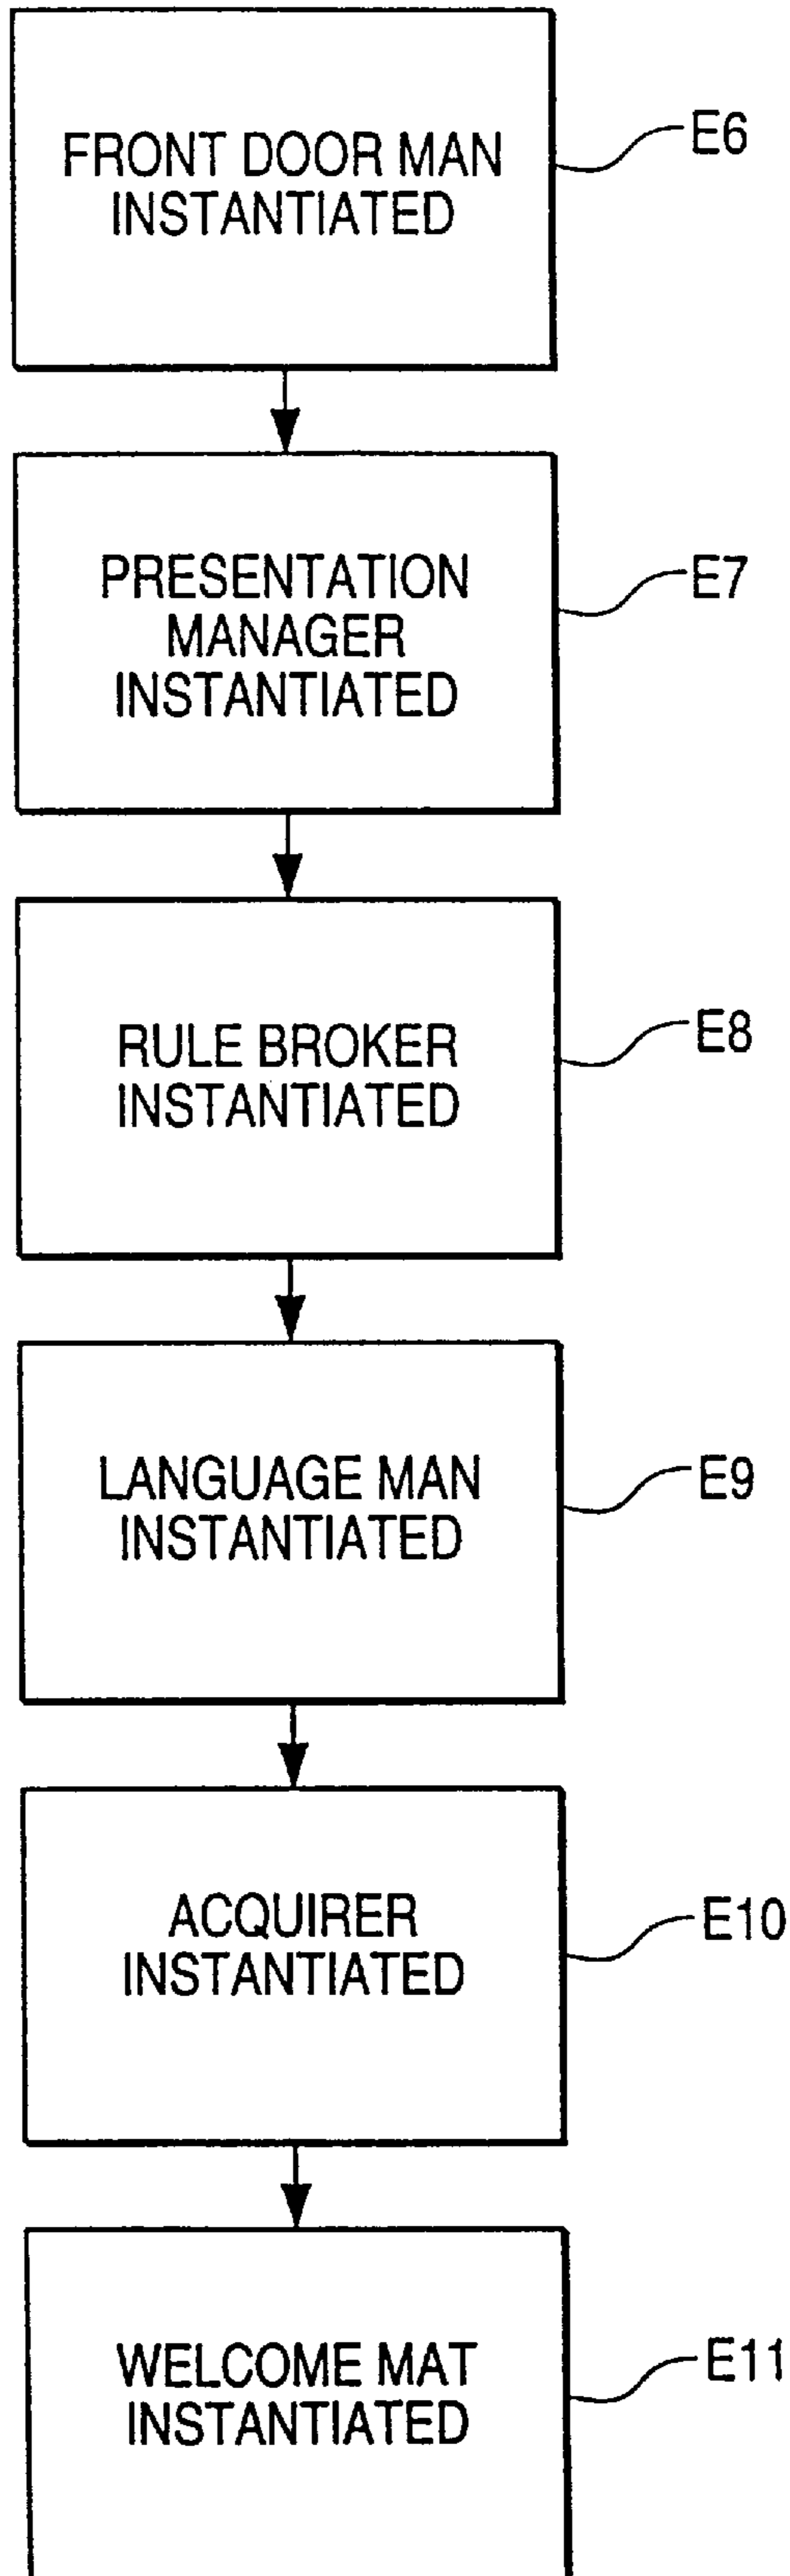 FRONT DOOR MAN
INSTANTIATED
E6
PRESENTATION
MANAGER
INSTANTIATED
E7
RULE BROKER
INSTANTIATED
E8
LANGUAGE MAN
INSTANTIATED
E9
ACQUIRER
INSTANTIATED
E10
WELCOME MAT
INSTANTIATED
E11